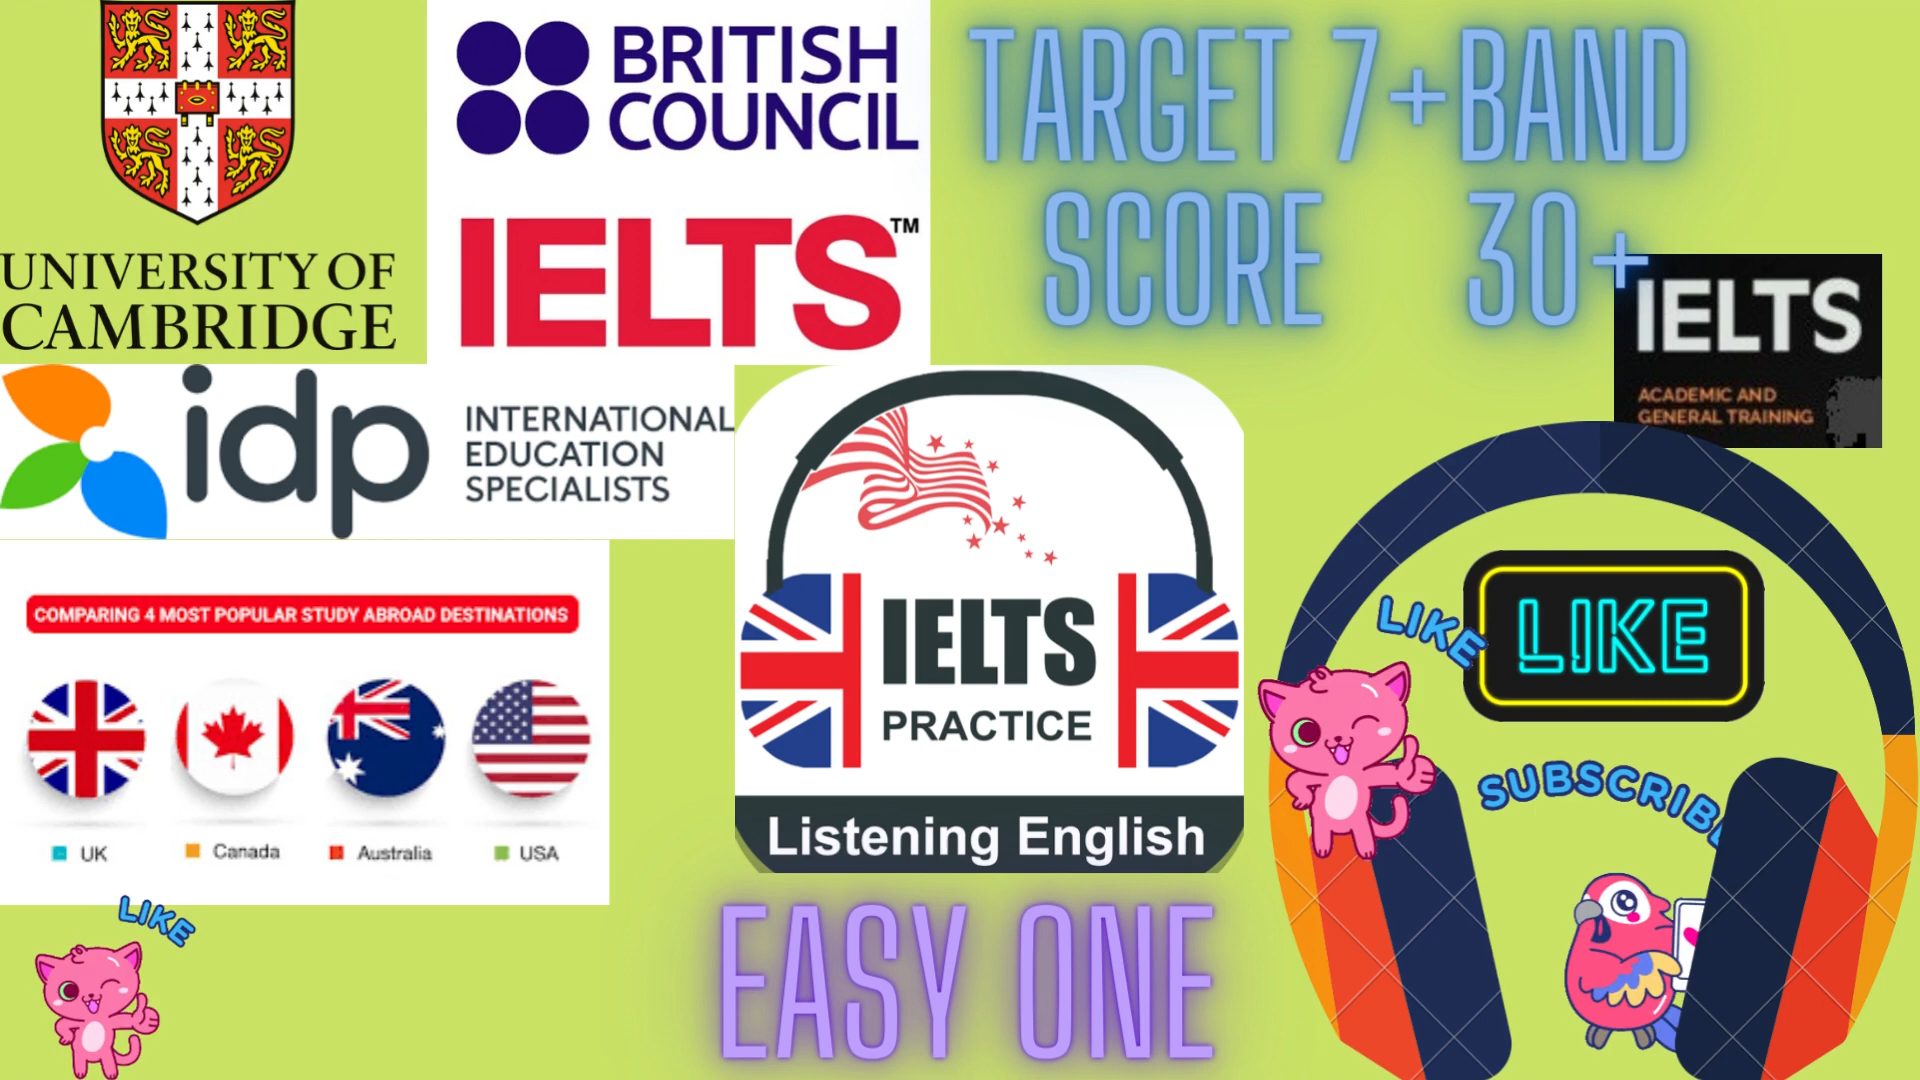 UNIVERSITY OF
CAMBRIDGE
BRITISH
COUNCIL
IELTS™
TARGET 7+BAND
SCORE 30+
IELTS
ACADEMIC AND
GENERAL TRAINING
idp
INTERNATIONAL
EDUCATION
SPECIALISTS
COMPARING 4 MOST POPULAR STUDY ABROAD DESTINATIONS
UK
Canada
Australia
USA
IELTS
PRACTICE
Listening English
LIKE
LIKE
SUBSCRIBE
LIKE
EASY ONE